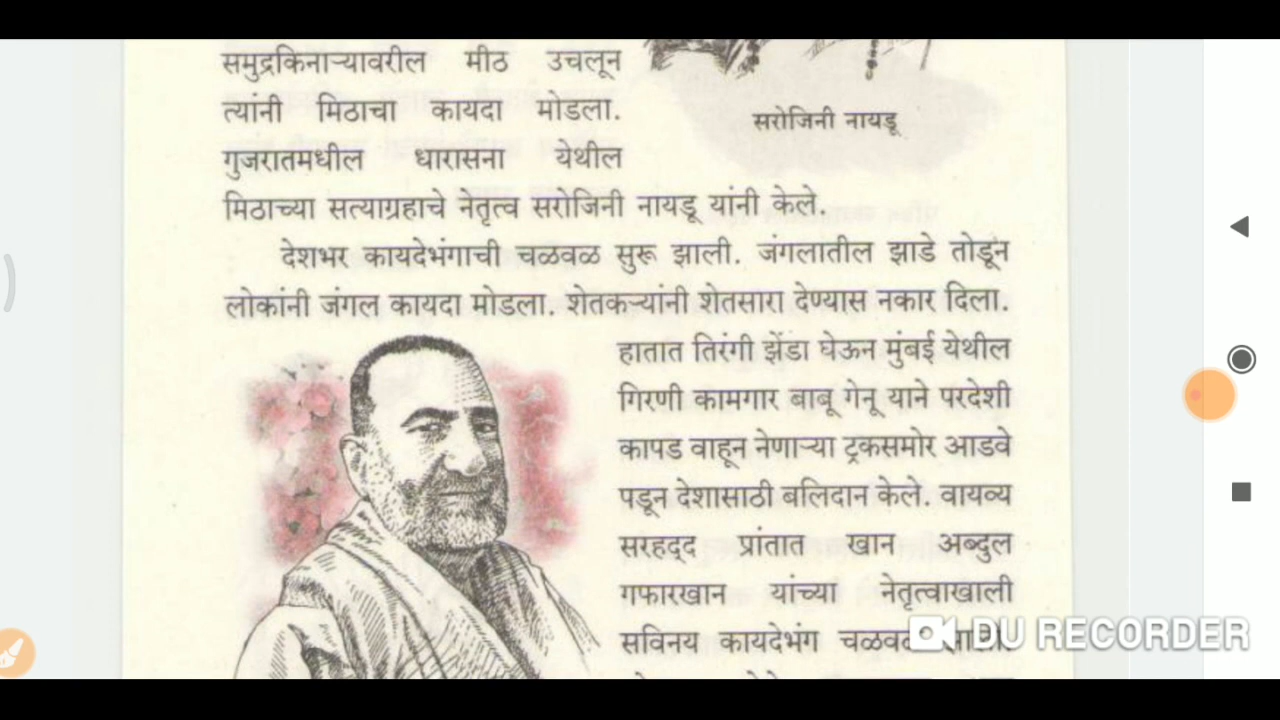 समुद्रकिनाऱ्यावरील मीठ उचलून
त्यांनी मिठाचा कायदा मोडला.
सरोजिनी नायडू
गुजरातमधील धारासना येथील
मिठाच्या सत्याग्रहाचे नेतृत्व सरोजिनी नायडू यांनी केले.
देशभर कायदेभंगाची चळवळ सुरू झाली. जंगलातील झाडे तोडून
लोकांनी जंगल कायदा मोडला. शेतकऱ्यांनी शेतसारा देण्यास नकार दिला.
हातात तिरंगी झेंडा घेऊन मुंबई येथील
गिरणी कामगार बाबू गेनू याने परदेशी
कापड वाहून नेणाऱ्या ट्रकसमोर आडवे
पडून देशासाठी बलिदान केले. वायव्य
सरहद्द प्रांतात खान अब्दुल
गफारखान यांच्या नेतृत्वाखाली
सविनय कायदेभंग
DU RECORDER